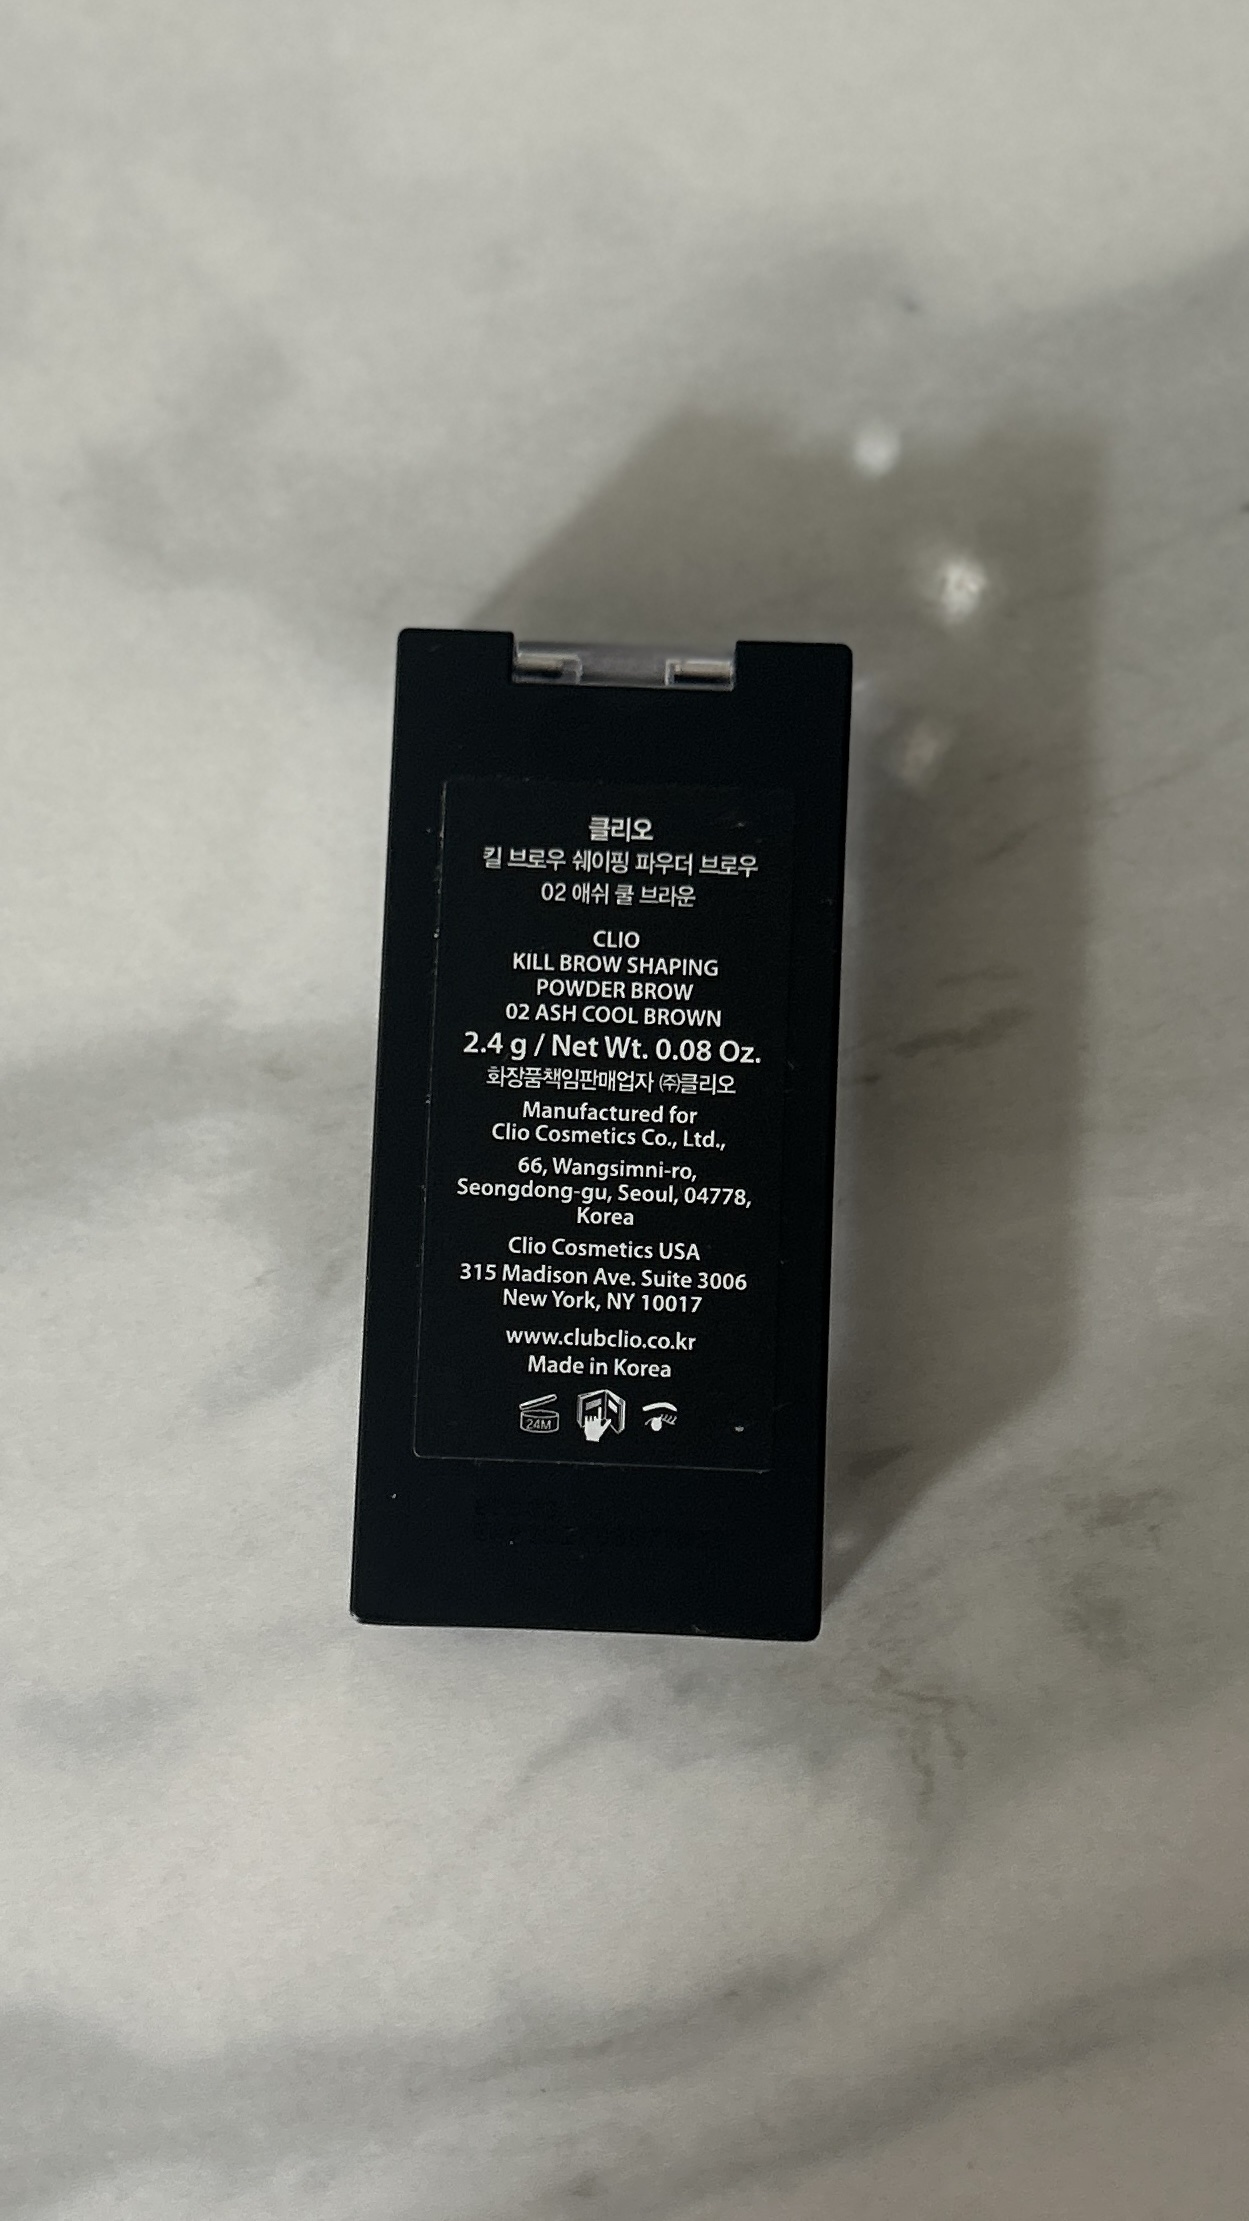 클리오
킬 브로우 쉐이핑 파우더 브로우
02 애쉬 쿨 브라운
CLIO
KILL BROW SHAPING
POWDER BROW
02 ASH COOL BROWN
2.4 g / Net Wt. 0.08 Oz.
화장품책임판매업자 ㈜클리오
Manufactured for
Clio Cosmetics Co., Ltd.,
66, Wangsimni-ro,
Seongdong-gu, Seoul, 04778,
Korea
Clio Cosmetics USA
315 Madison Ave. Suite 3006
New York, NY 10017
www.clubclio.co.kr
Made in Korea
24M